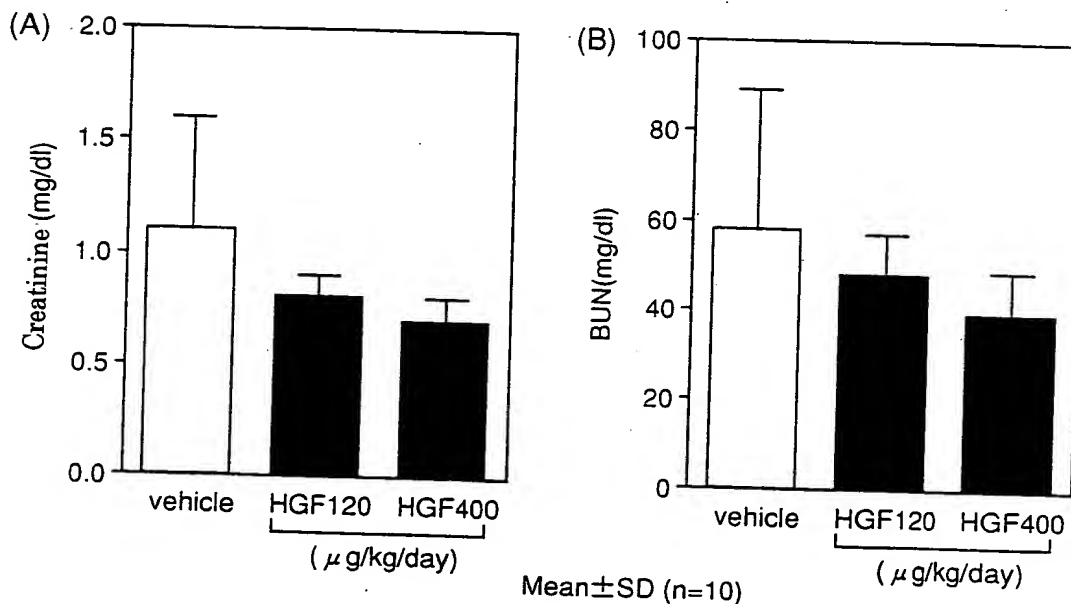 (A)
2.0
1.5
1.0
0.5
0.0
Creatinine (mg/dl)
vehicle HGF120 HGF400
(μg/kg/day)
(B)
100
80
60
40
20
0
BUN(mg/dl)
vehicle HGF120 HGF400
(μg/kg/day)
Mean±SD (n=10)